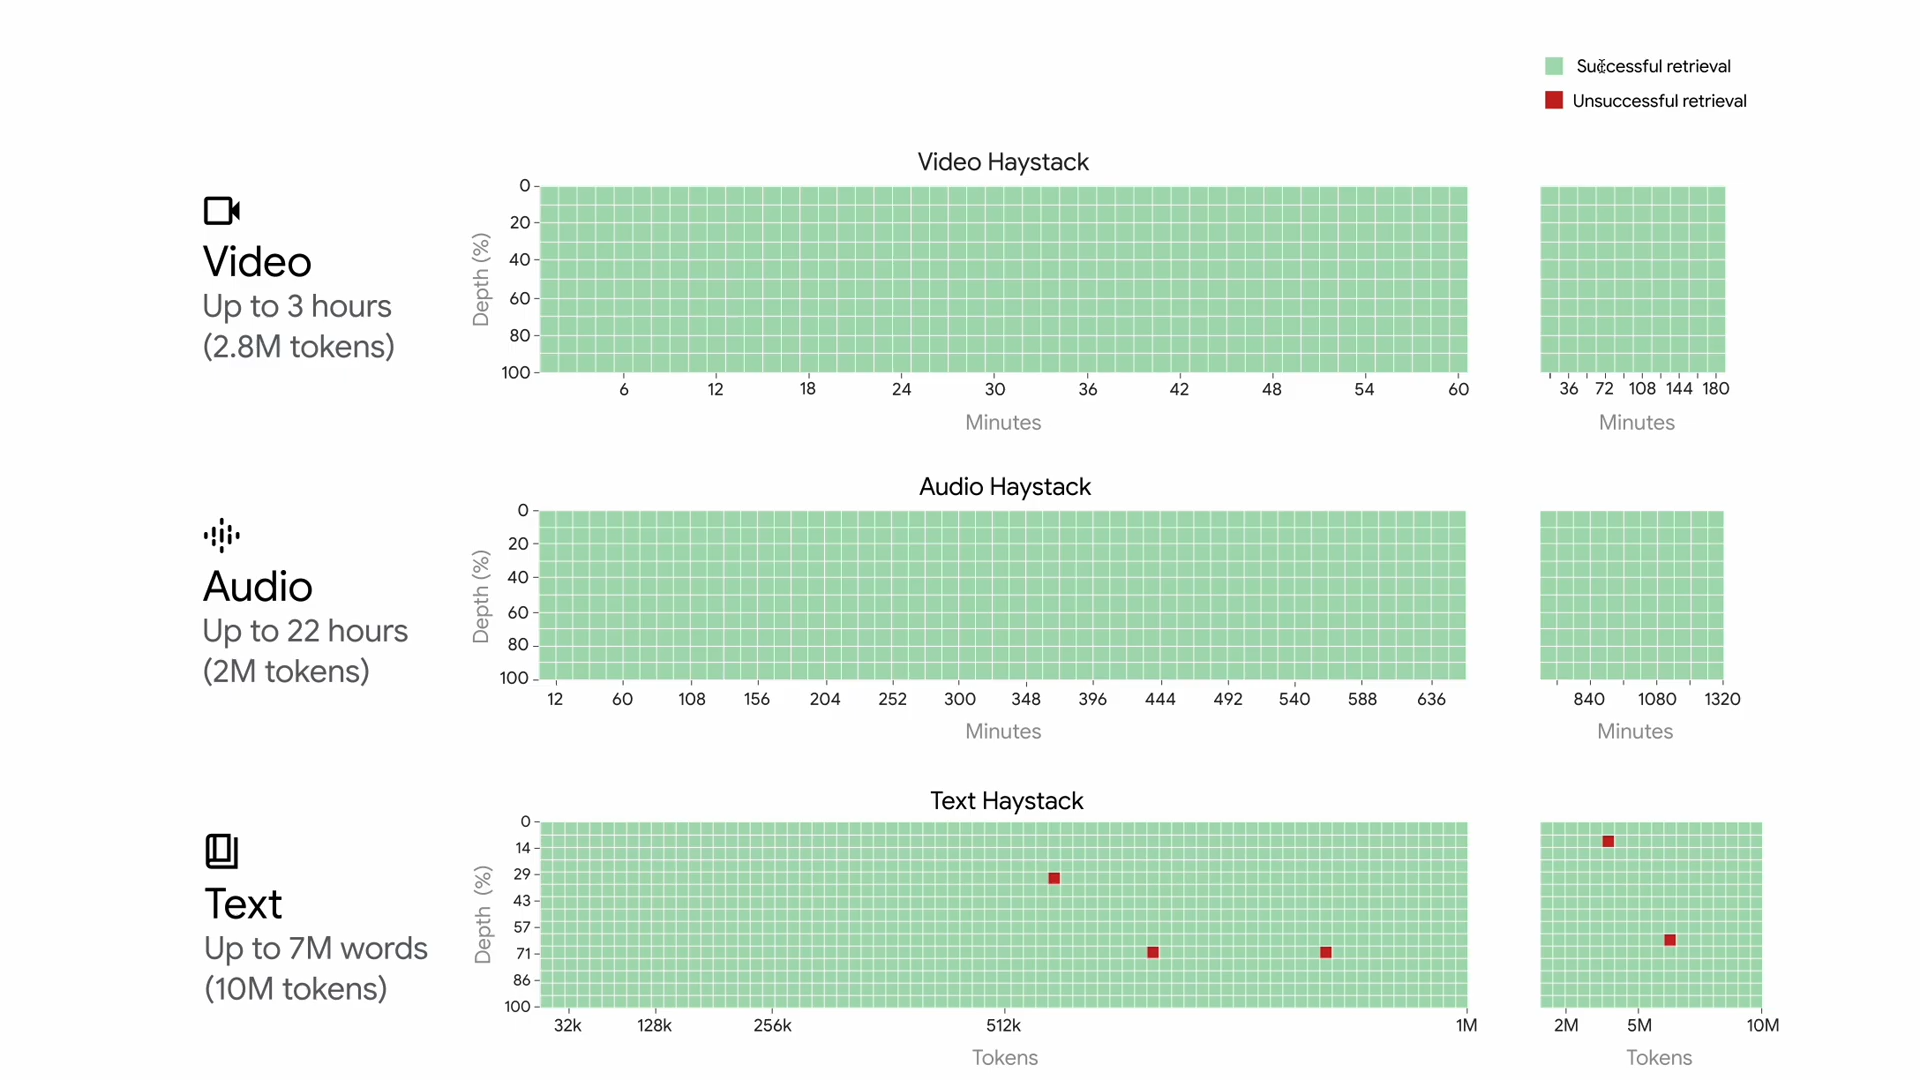 Successful retrieval
Unsuccessful retrieval
Video Haystack
Video
Up to 3 hours
(2.8M tokens)
Depth (%)
0
20
40
60
80
100
6 12 18 24 30 36 42 48 54 60
Minutes
36 72 108 144 180
Minutes
Audio Haystack
Audio
Up to 22 hours
(2M tokens)
Depth (%)
0
20
40
60
80
100
12 60 108 156 204 252 300 348 396 444 492 540 588 636
Minutes
840 1080 1320
Minutes
Text Haystack
Text
Up to 7M words
(10M tokens)
Depth (%)
0
14
29
43
57
71
86
100
32k 128k 256k 512k 1M
Tokens
2M 5M 10M
Tokens